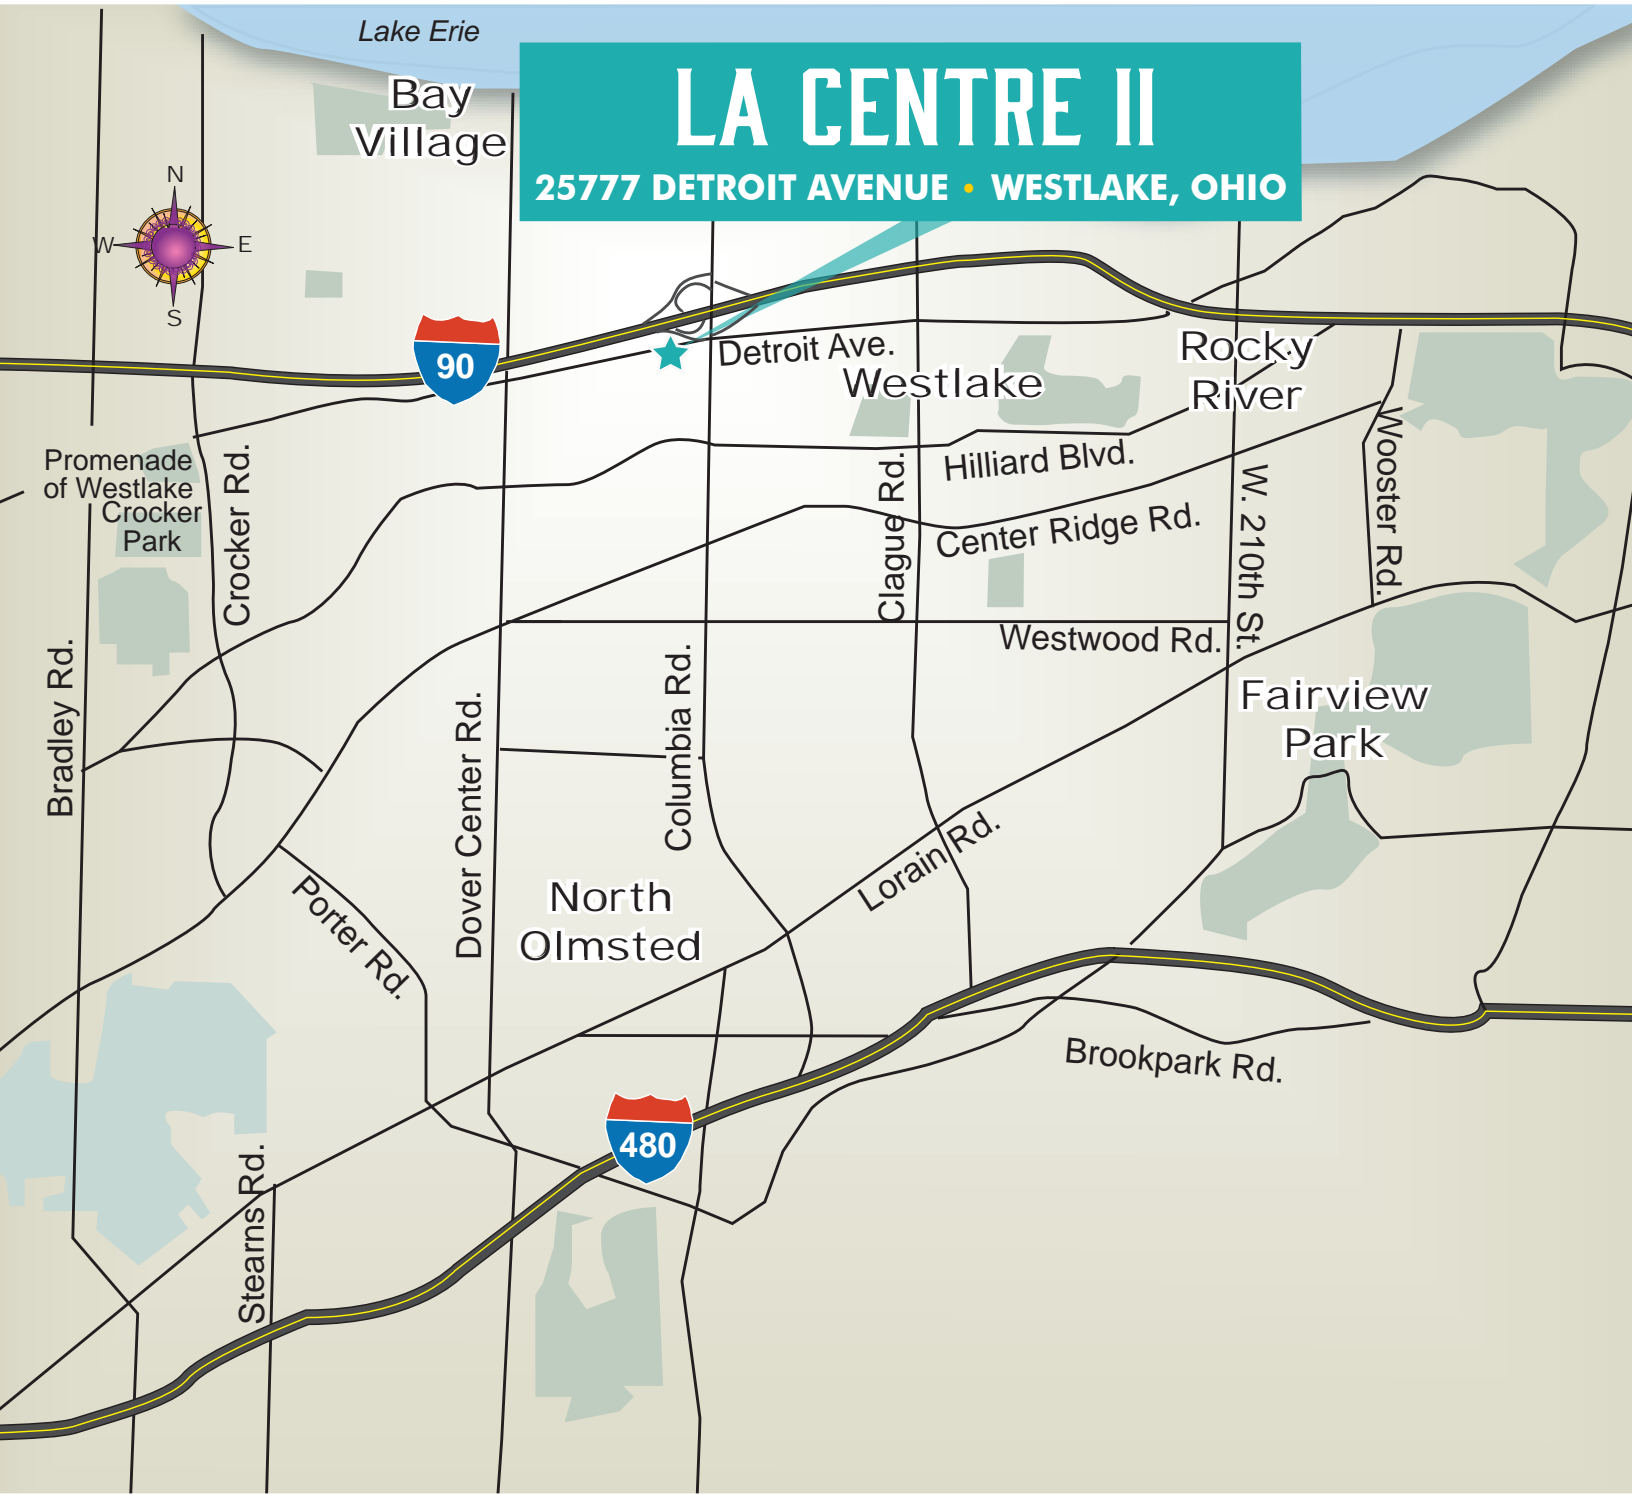 Lake Erie
Bay
Village
LA CENTRE II
25777 DETROIT AVENUE • WESTLAKE, OHIO
N
W
E
S
90
Detroit Ave.
Westlake
Rocky
River
Promenade
of Westlake
Crocker
Park
Crocker Rd.
Hilliard Blvd.
Clague Rd.
Center Ridge Rd.
W. 210th St.
Wooster Rd.
Westwood Rd.
Bradley Rd.
Dover Center Rd.
Columbia Rd.
Fairview
Park
Lorain Rd.
North
Olmsted
Porter Rd.
Brookpark Rd.
480
Stearns Rd.